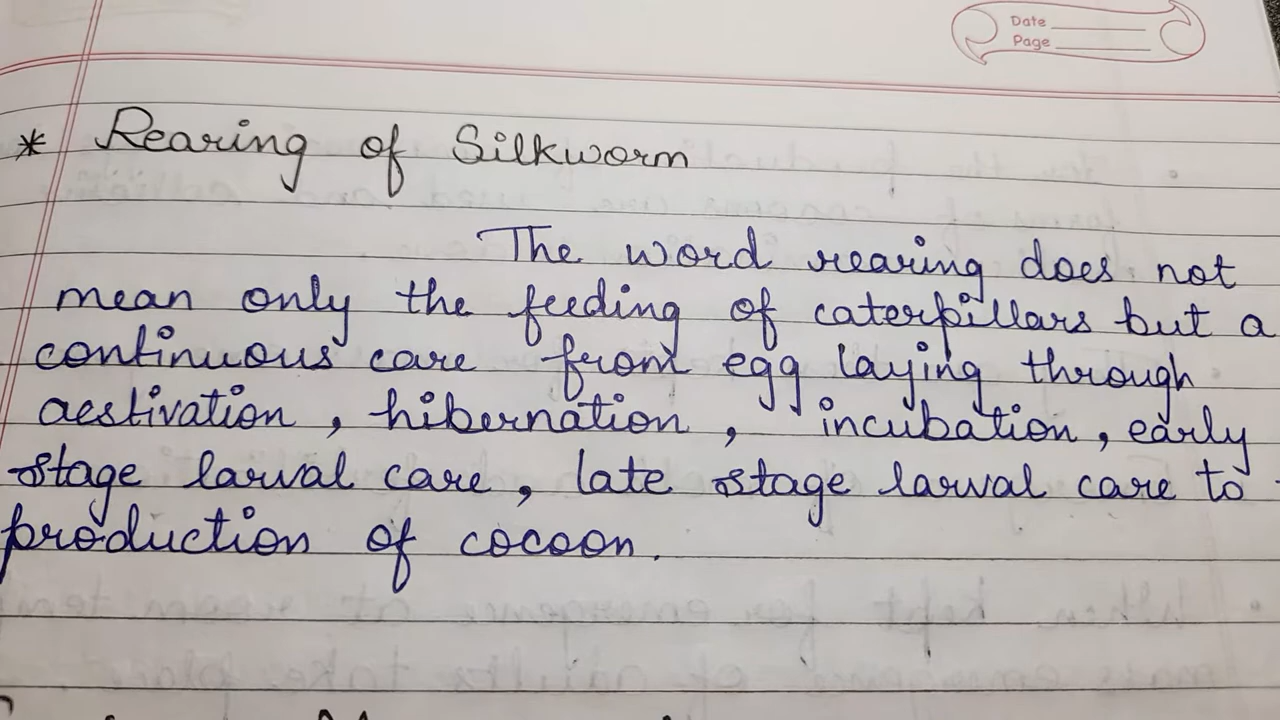 Date
Page
* Rearing of Silkworm
The word rearing does not
mean only the feeding of caterpillars but a
continuous care from egg laying through
aestivation, hibernation, incubation, early
stage larval care, late stage larval care to
production of cocoon.